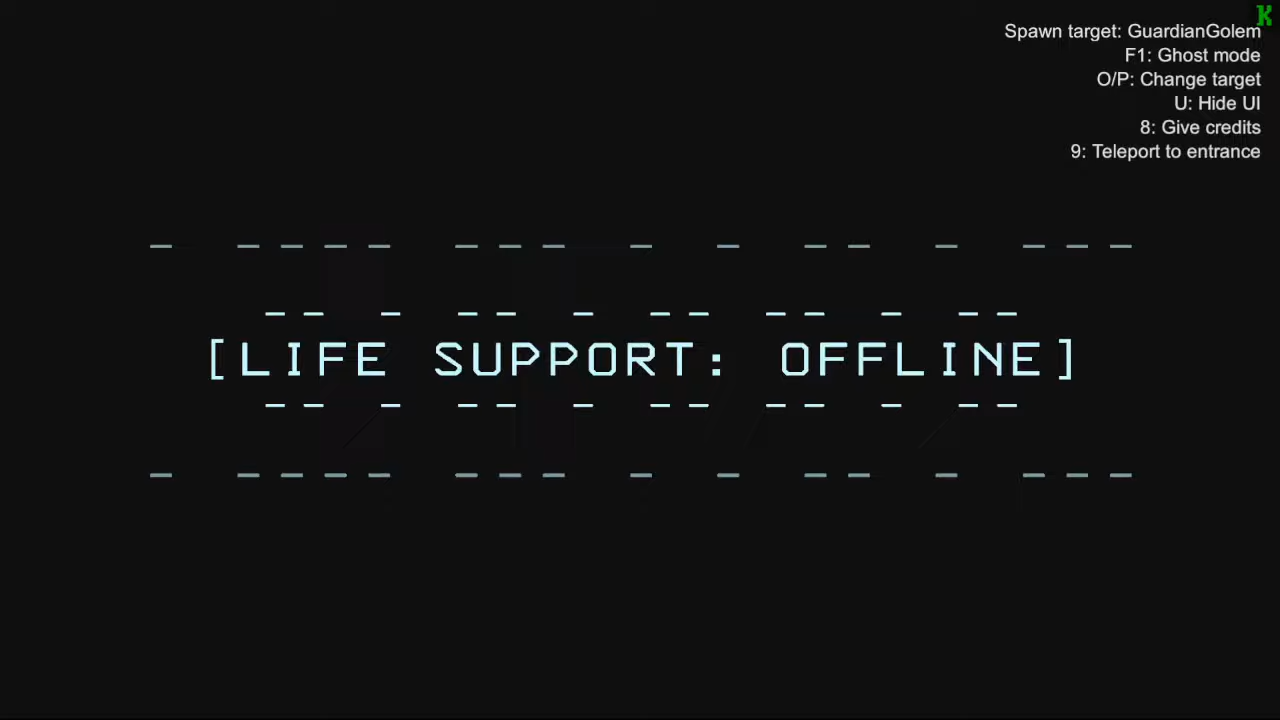 K
Spawn target: GuardianGolem
F1: Ghost mode
O/P: Change target
U: Hide UI
8: Give credits
9: Teleport to entrance
[LIFE SUPPORT: OFFLINE]